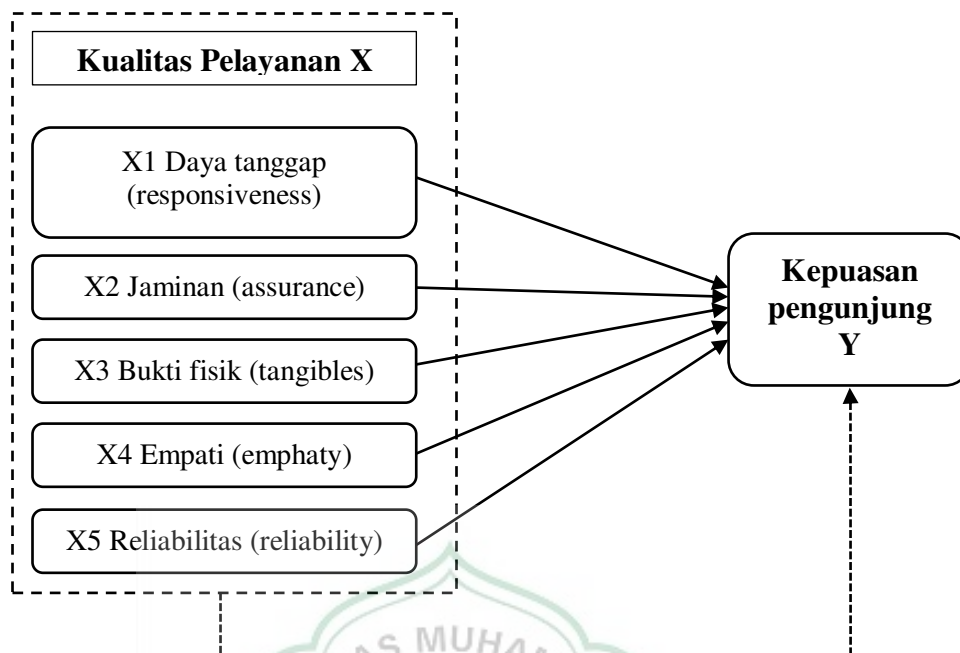 Kualitas Pelayanan X
X1 Daya tanggap
(responsiveness)
X2 Jaminan (assurance)
X3 Bukti fisik (tangibles)
X4 Empati (emphaty)
X5 Reliabilitas (reliability)
Kepuasan
pengunjung
Y